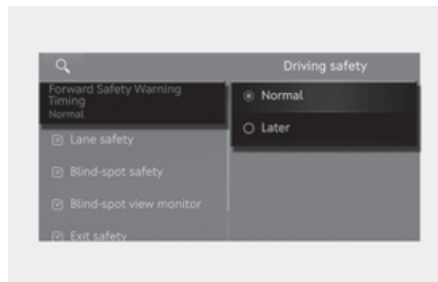 Driving safety
Forward Safety Warning
Timing
Normal
Normal
Later
Lane safety
Blind-spot safety
Blind-spot view monitor
Exit safety